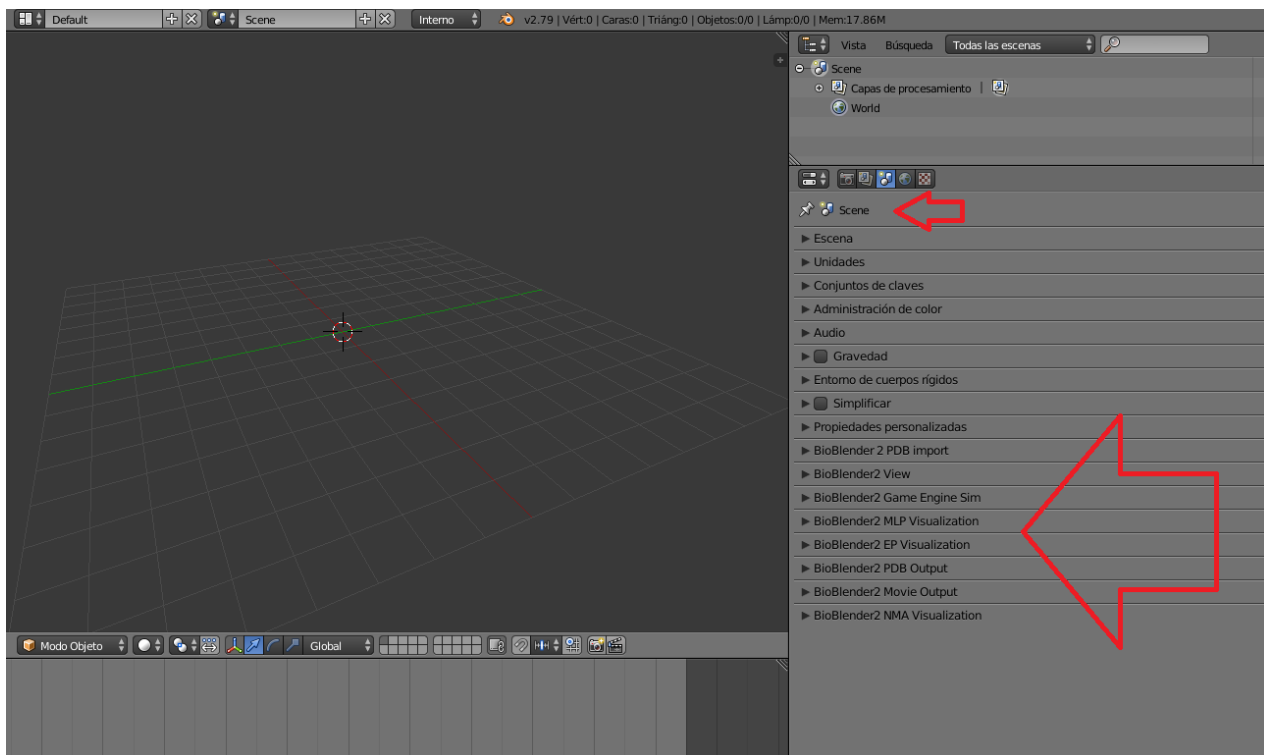 Default Scene Interno v2.79 | Vért:0 | Caras:0 | Triáng:0 | Objetos:0/0 | Lámp:0/0 | Mem:17.86M
Vista Búsqueda Todas las escenas
Scene
Capas de procesamiento |
World
Scene
Escena
Unidades
Conjuntos de claves
Administración de color
Audio
Gravedad
Entorno de cuerpos rígidos
Simplificar
Propiedades personalizadas
BioBlender 2 PDB import
BioBlender2 View
BioBlender2 Game Engine Sim
BioBlender2 MLP Visualization
BioBlender2 EP Visualization
BioBlender2 PDB Output
BioBlender2 Movie Output
BioBlender2 NMA Visualization
Modo Objeto Global